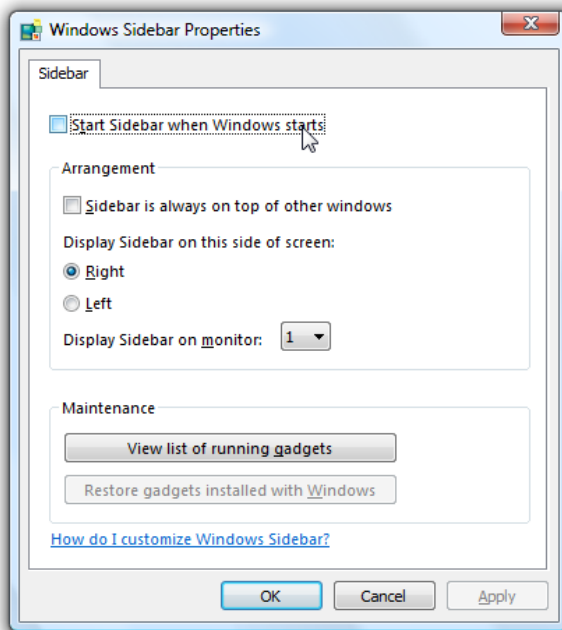 Windows Sidebar Properties
Sidebar
Start Sidebar when Windows starts
Arrangement
Sidebar is always on top of other windows
Display Sidebar on this side of screen:
Right
Left
Display Sidebar on monitor: 1
Maintenance
View list of running gadgets
Restore gadgets installed with Windows
How do I customize Windows Sidebar?
OK Cancel Apply